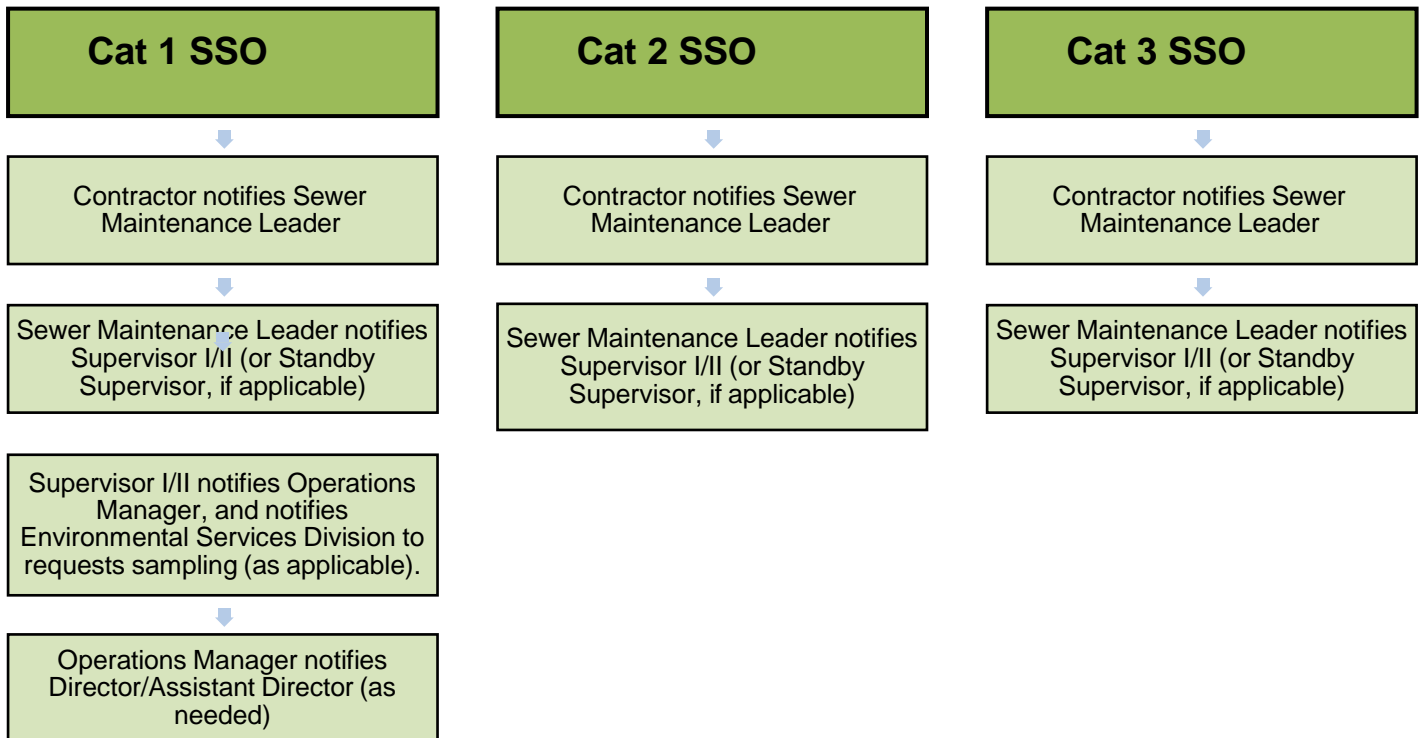 Cat 1 SSO
Contractor notifies Sewer
Maintenance Leader
Sewer Maintenance Leader notifies
Supervisor I/II (or Standby
Supervisor, if applicable)
Supervisor I/II notifies Operations
Manager, and notifies
Environmental Services Division to
requests sampling (as applicable).
Operations Manager notifies
Director/Assistant Director (as
needed)
Cat 2 SSO
Contractor notifies Sewer
Maintenance Leader
Sewer Maintenance Leader notifies
Supervisor I/II (or Standby
Supervisor, if applicable)
Cat 3 SSO
Contractor notifies Sewer
Maintenance Leader
Sewer Maintenance Leader notifies
Supervisor I/II (or Standby
Supervisor, if applicable)